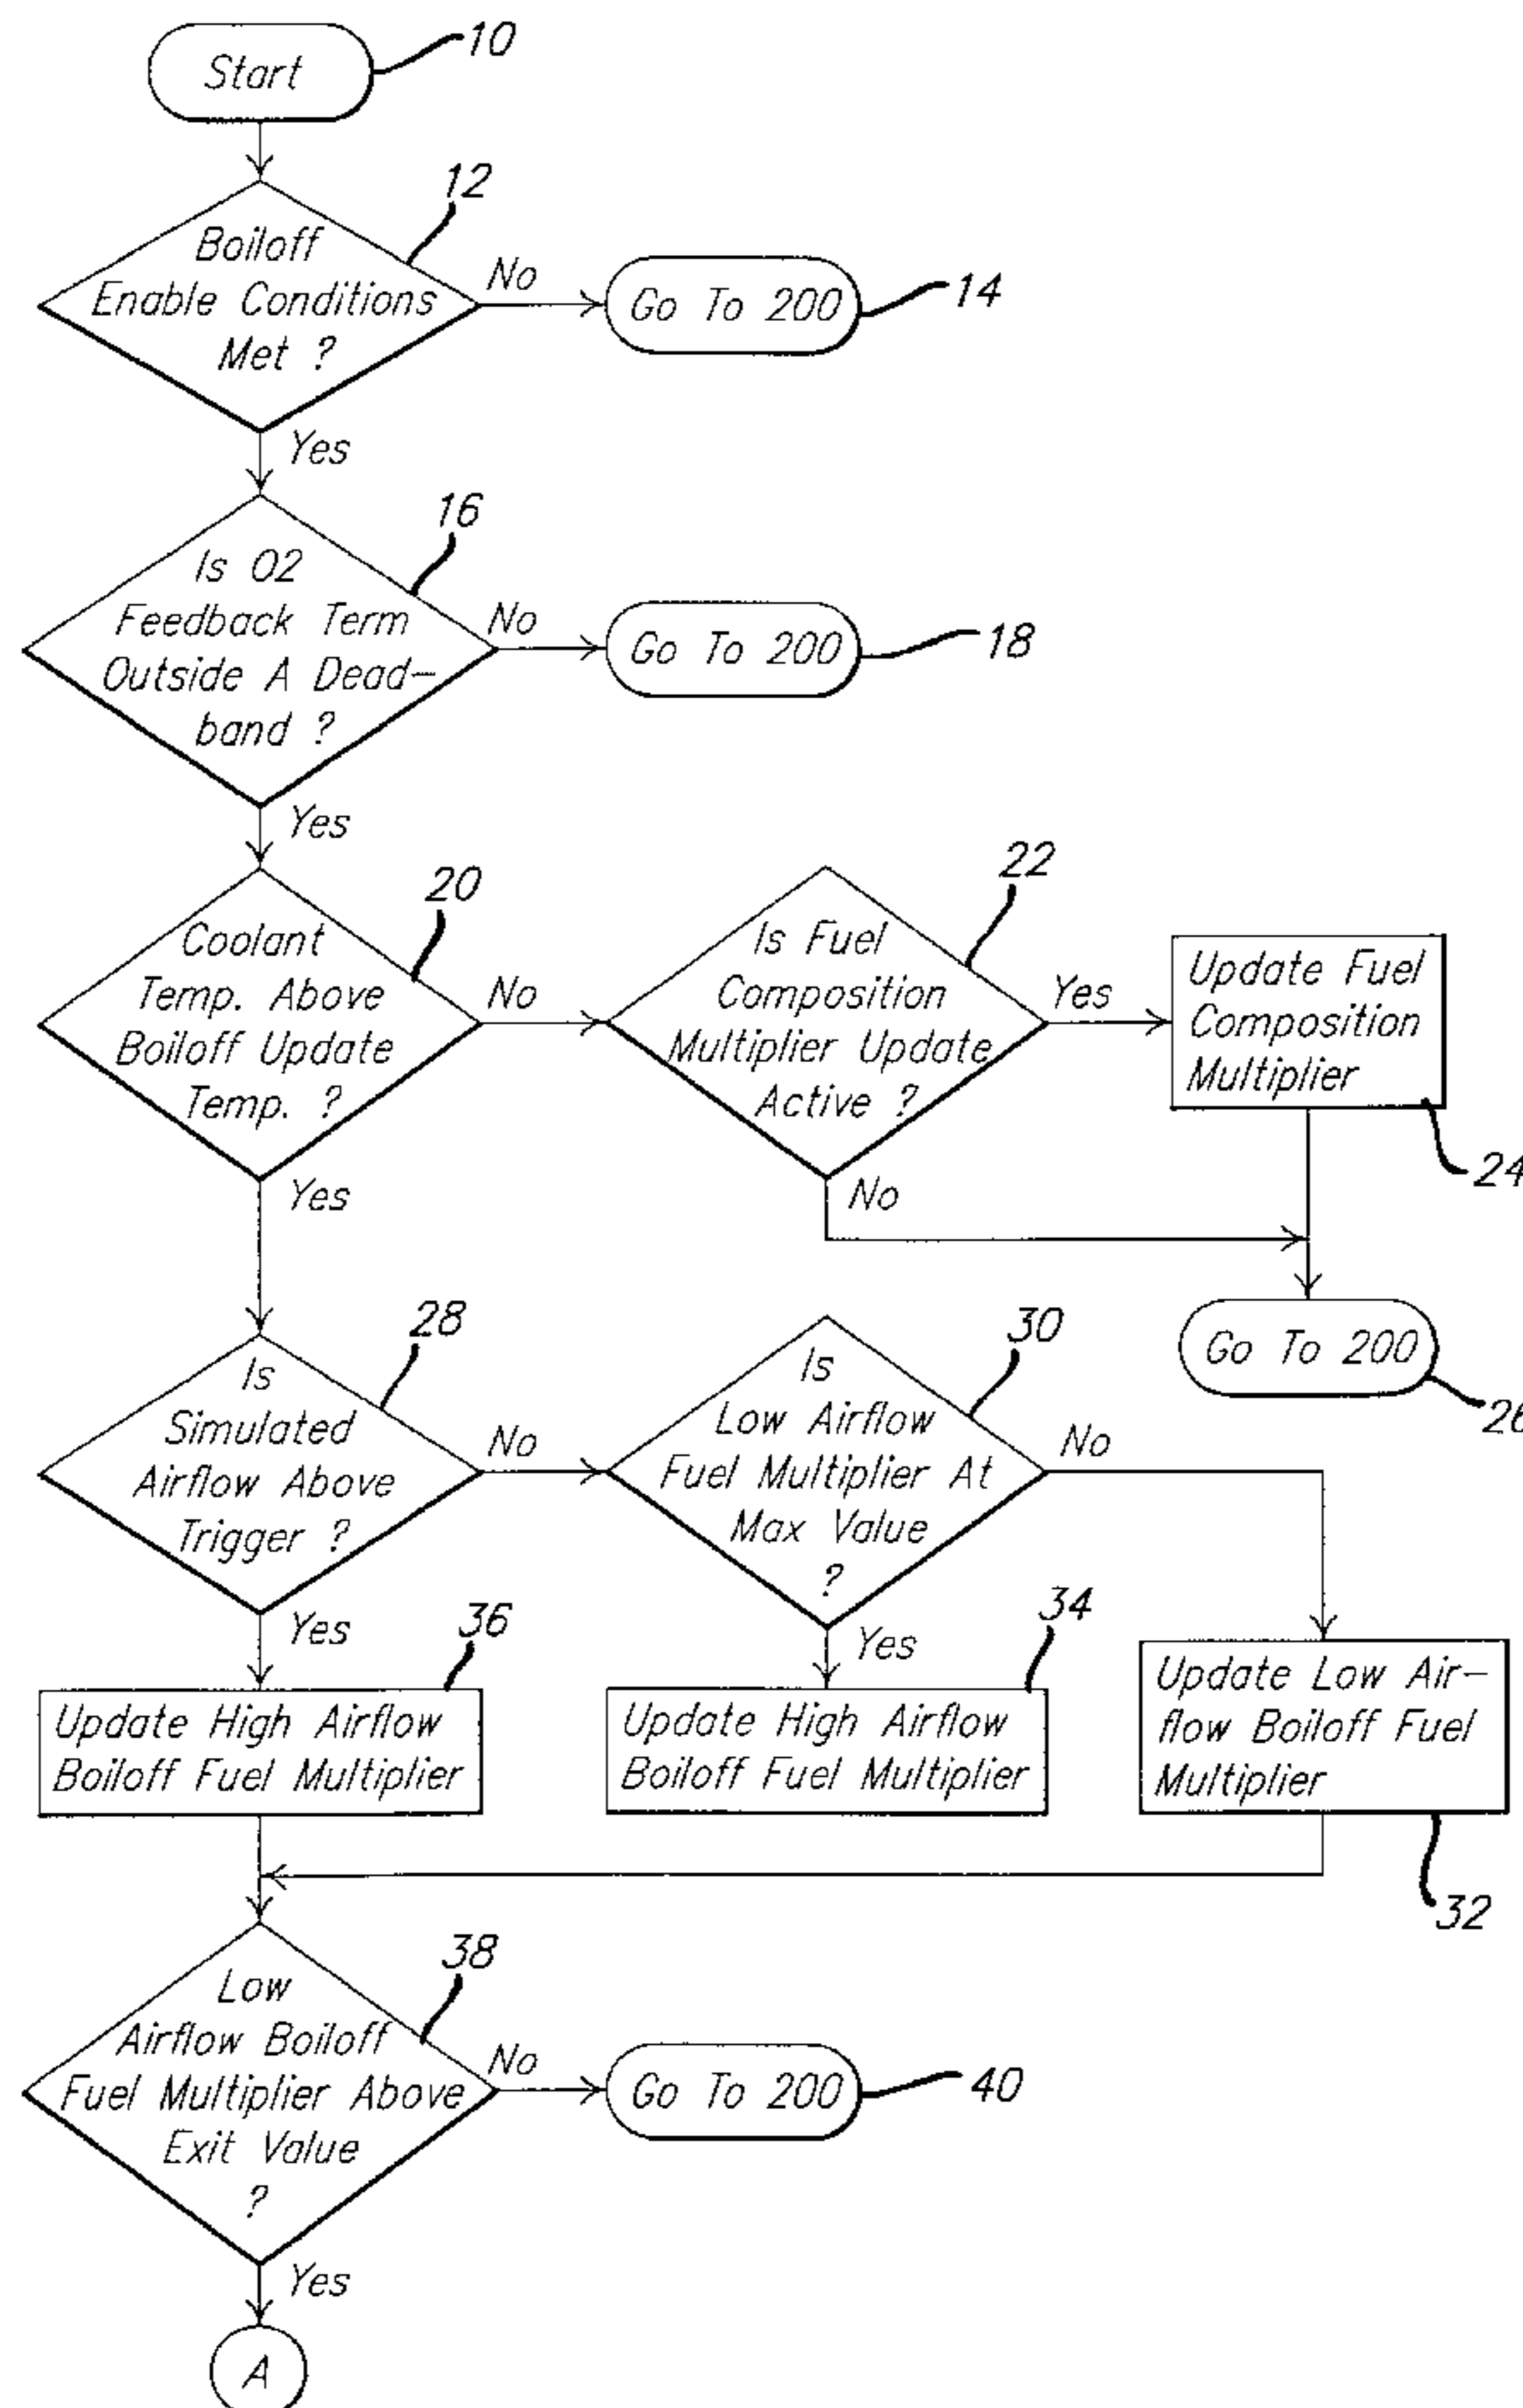 Start
10
12
Boiloff
Enable Conditions
Met ?
No
Go To 200
14
Yes
16
Is O2
Feedback Term
Outside A Dead-
band ?
No
Go To 200
18
Yes
20
Coolant
Temp. Above
Boiloff Update
Temp. ?
No
22
Is Fuel
Composition
Multiplier Update
Active ?
Yes
Update Fuel
Composition
Multiplier
24
No
Go To 200
26
Yes
28
Is
Simulated
Airflow Above
Trigger ?
No
30
Is
Low Airflow
Fuel Multiplier At
Max Value
?
No
Yes
36
Update High Airflow
Boiloff Fuel Multiplier
Yes
34
Update High Airflow
Boiloff Fuel Multiplier
Update Low Air-
flow Boiloff Fuel
Multiplier
32
38
Low
Airflow Boiloff
Fuel Multiplier Above
Exit Value
?
No
Go To 200
40
Yes
A